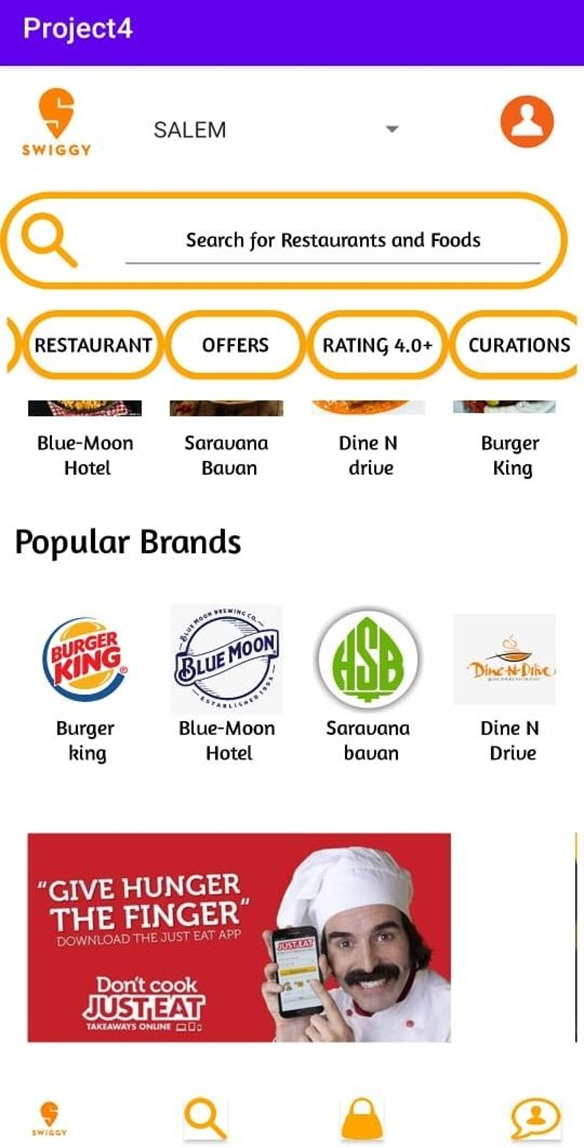 Project4
SWIGGY
SALEM
Search for Restaurants and Foods
RESTAURANT
OFFERS
RATING 4.0+
CURATIONS
Blue-Moon
Hotel
Saravana
Bavan
Dine N
drive
Burger
King
Popular Brands
BURGER
KING
®
BLUE MOON BREWING CO.
BLUE MOON
ESTABLISHED 1995
HSB
Dine-N-Drive
Burger
king
Blue-Moon
Hotel
Saravana
bavan
Dine N
Drive
"GIVE HUNGER
THE FINGER"
DOWNLOAD THE JUST EAT APP
Don't cook
JUST EAT
TAKEAWAYS ONLINE
JUST EAT
SWIGGY